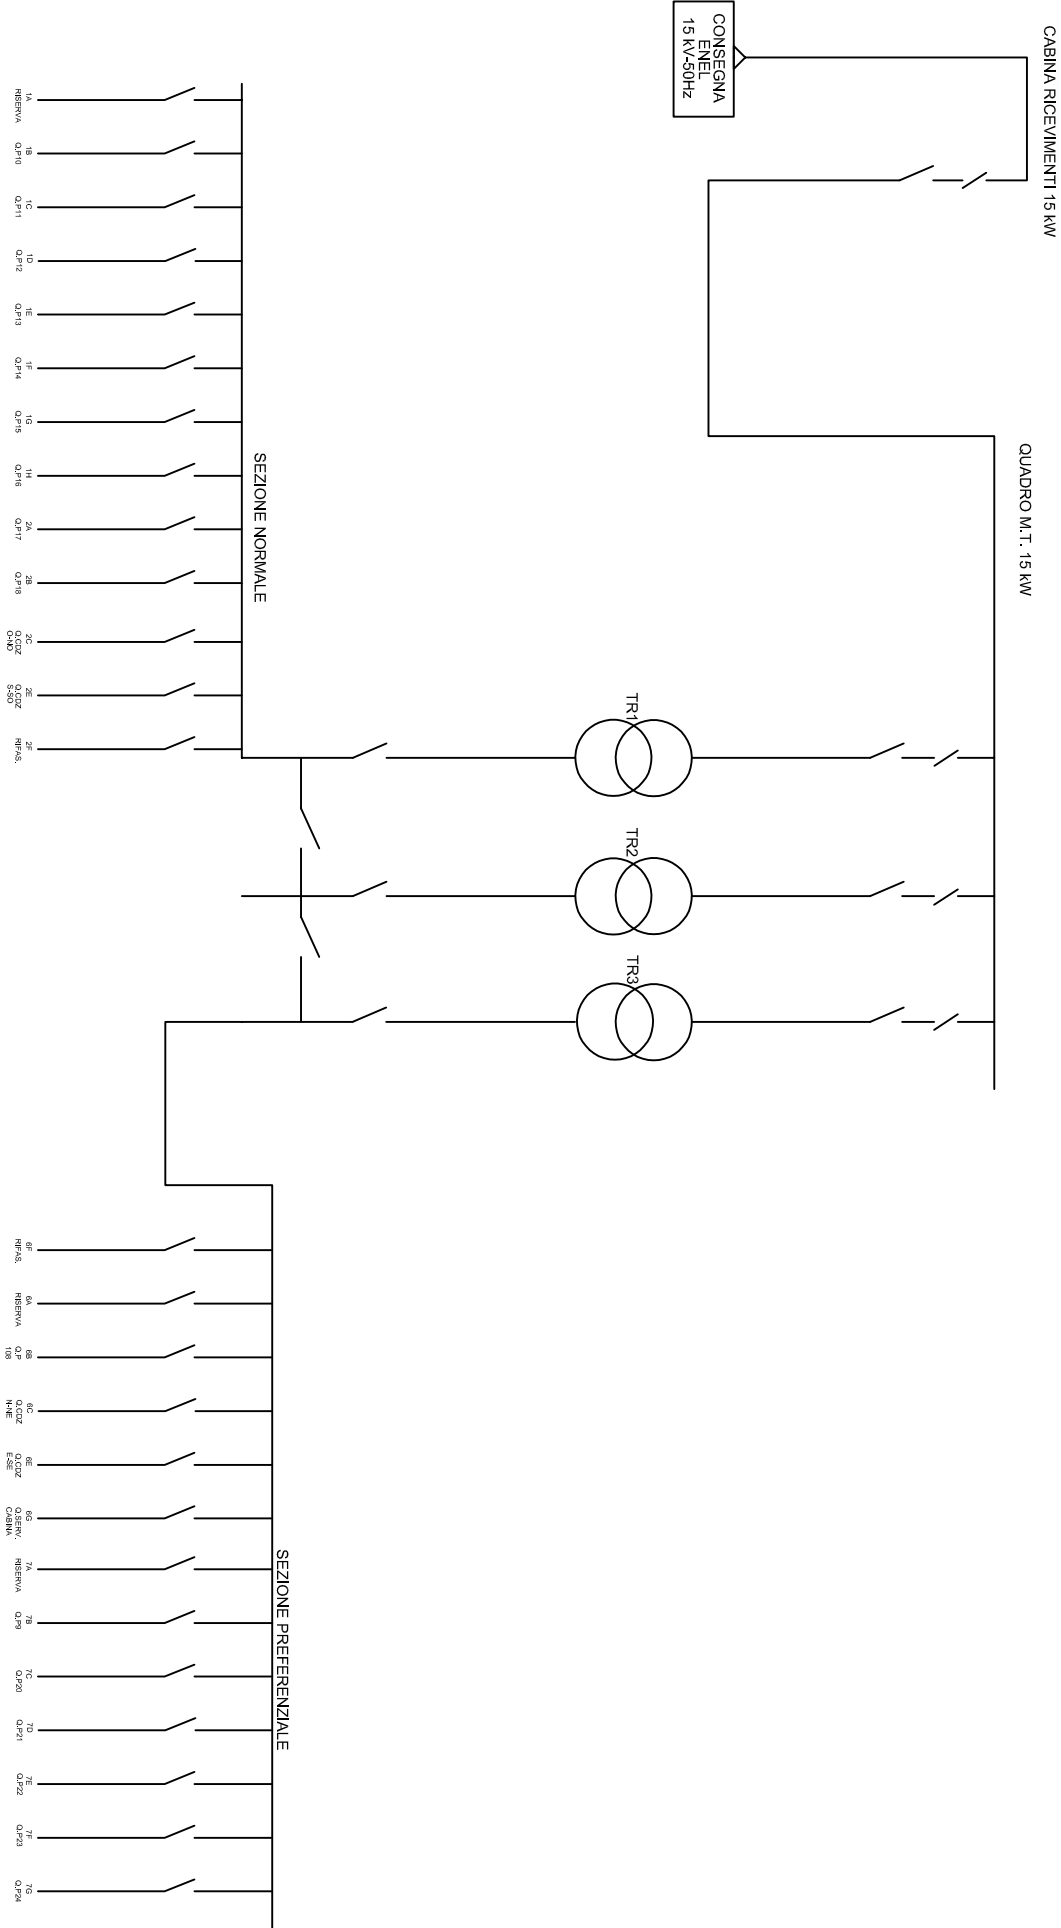 CABINA RICEVIMENTI 15 kW
CONSEGNA
ENEL
15 kV-50Hz
QUADRO M.T. 15 kW
TR1
TR2
TR3
SEZIONE NORMALE
1A
RISERVA
1B
Q.P10
1C
Q.P11
1D
Q.P12
1E
Q.P13
1F
Q.P14
1G
Q.P15
1H
Q.P16
2A
Q.P17
2B
Q.P18
2C
Q.CDZ
O-NO
2E
Q.CDZ
S-SO
2F
RIFAS.
SEZIONE PREFERENZIALE
6F
RIFAS.
6A
RISERVA
6B
Q.P
108
6C
Q.CDZ
N-NE
6E
Q.CDZ
E-SE
6G
Q.SERV.
CABINA
7A
RISERVA
7B
Q.P9
7C
Q.P20
7D
Q.P21
7E
Q.P22
7F
Q.P23
7G
Q.P24